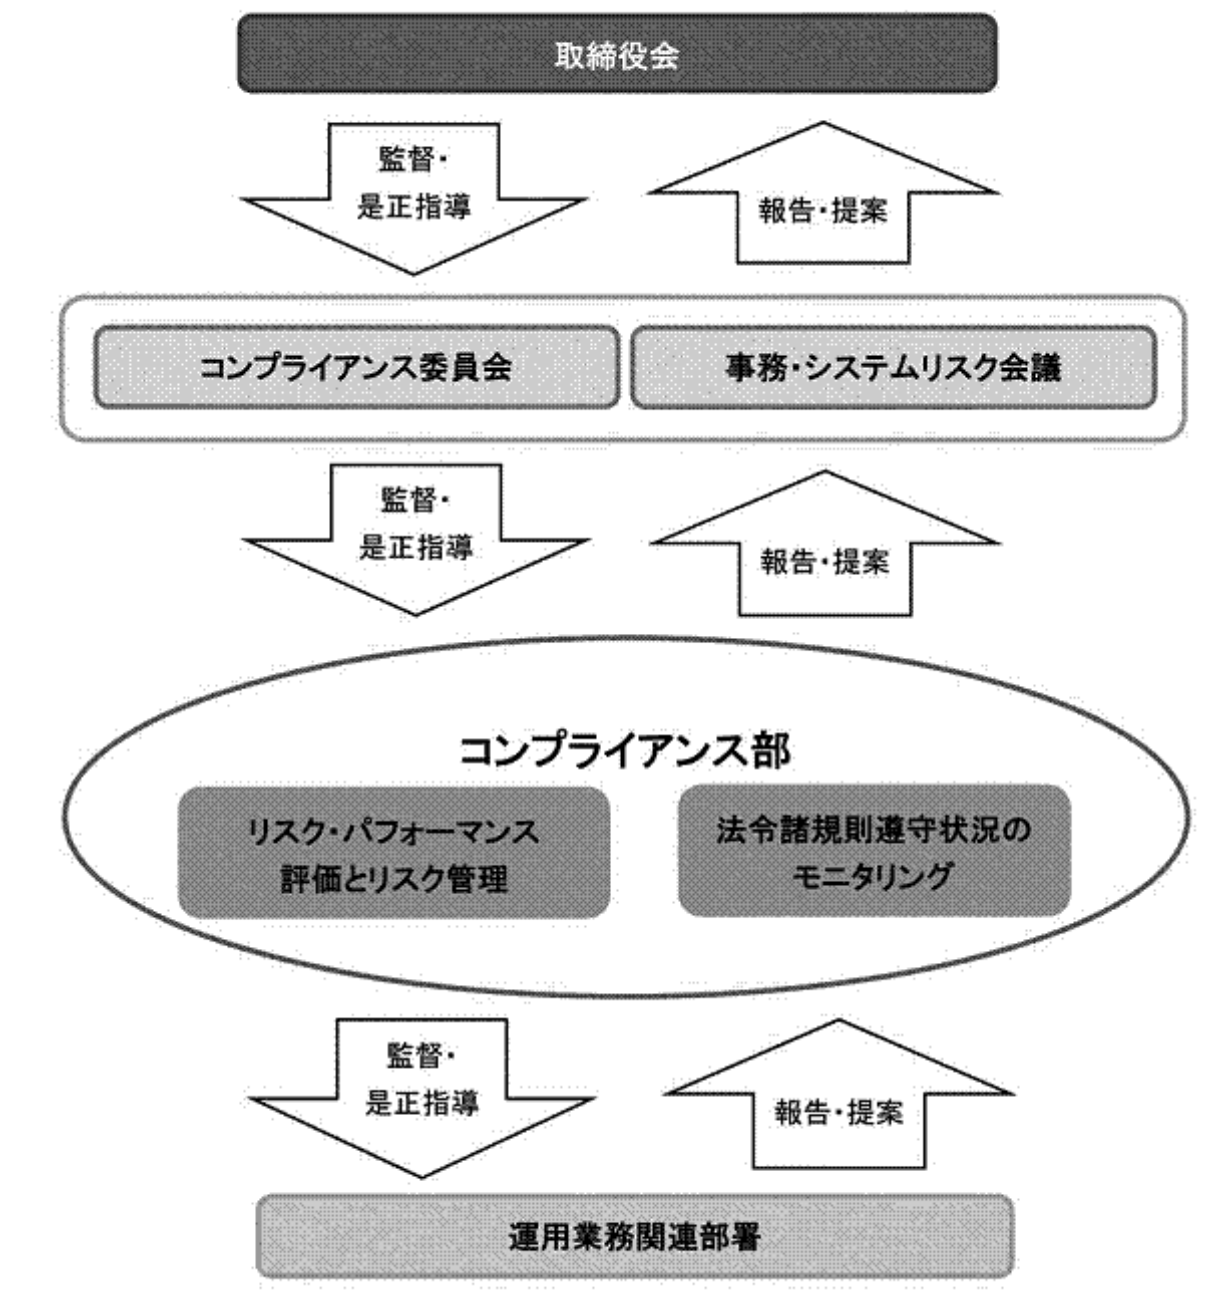 取締役会
監督・
是正指導
報告・提案
コンプライアンス委員会
事務・システムリスク会議
監督・
是正指導
報告・提案
コンプライアンス部
リスク・パフォーマンス
評価とリスク管理
法令諸規則遵守状況の
モニタリング
監督・
是正指導
報告・提案
運用業務関連部署